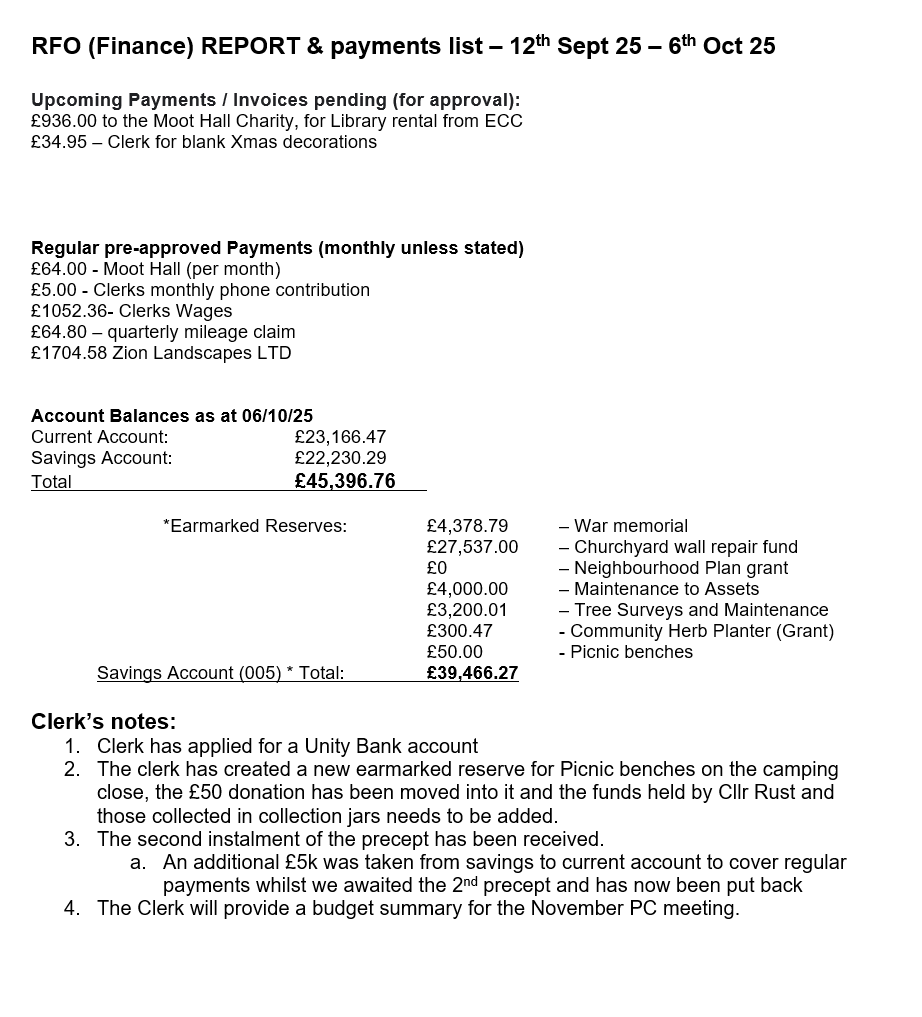 RFO (Finance) REPORT & payments list – 12th Sept 25 – 6th Oct 25
Upcoming Payments / Invoices pending (for approval):
£936.00 to the Moot Hall Charity, for Library rental from ECC
£34.95 – Clerk for blank Xmas decorations
Regular pre-approved Payments (monthly unless stated)
£64.00 - Moot Hall (per month)
£5.00 - Clerks monthly phone contribution
£1052.36- Clerks Wages
£64.80 – quarterly mileage claim
£1704.58 Zion Landscapes LTD
Account Balances as at 06/10/25
Current Account: £23,166.47
Savings Account: £22,230.29
Total £45,396.76
*Earmarked Reserves: £4,378.79 – War memorial
£27,537.00 – Churchyard wall repair fund
£0 – Neighbourhood Plan grant
£4,000.00 – Maintenance to Assets
£3,200.01 – Tree Surveys and Maintenance
£300.47 - Community Herb Planter (Grant)
£50.00 - Picnic benches
Savings Account (005) * Total: £39,466.27
Clerk’s notes:
1. Clerk has applied for a Unity Bank account
2. The clerk has created a new earmarked reserve for Picnic benches on the camping
close, the £50 donation has been moved into it and the funds held by Cllr Rust and
those collected in collection jars needs to be added.
3. The second instalment of the precept has been received.
a. An additional £5k was taken from savings to current account to cover regular
payments whilst we awaited the 2nd precept and has now been put back
4. The Clerk will provide a budget summary for the November PC meeting.